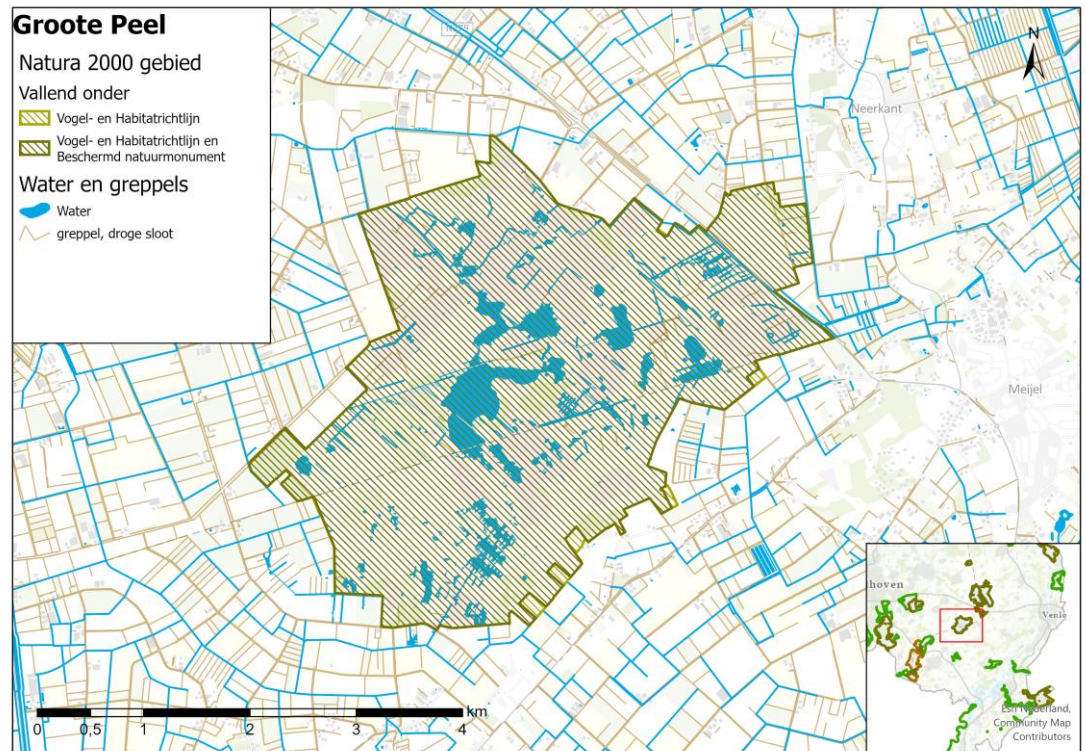 Groote Peel
Natura 2000 gebied
Vallend onder
Vogel- en Habitatrichtlijn
Vogel- en Habitatrichtlijn en
Beschermd natuurmonument
Water en greppels
Water
greppel, droge sloot
N279
N
Neerkant
Meijel
hoven
Venlo
Esri Nederland,
Community Map
Contributors
km
0 0,5 1 2 3 4